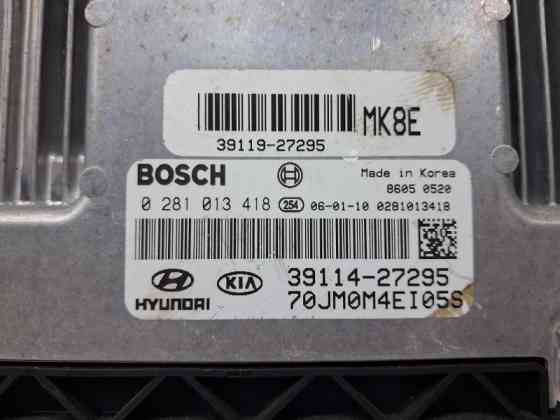 MK8E
39119-27295
BOSCH
Made in Korea
8605 0520
0 281 013 418 254 06-01-10 0281013418
39114-27295
HYUNDAI KIA 70JM0M4EI05S